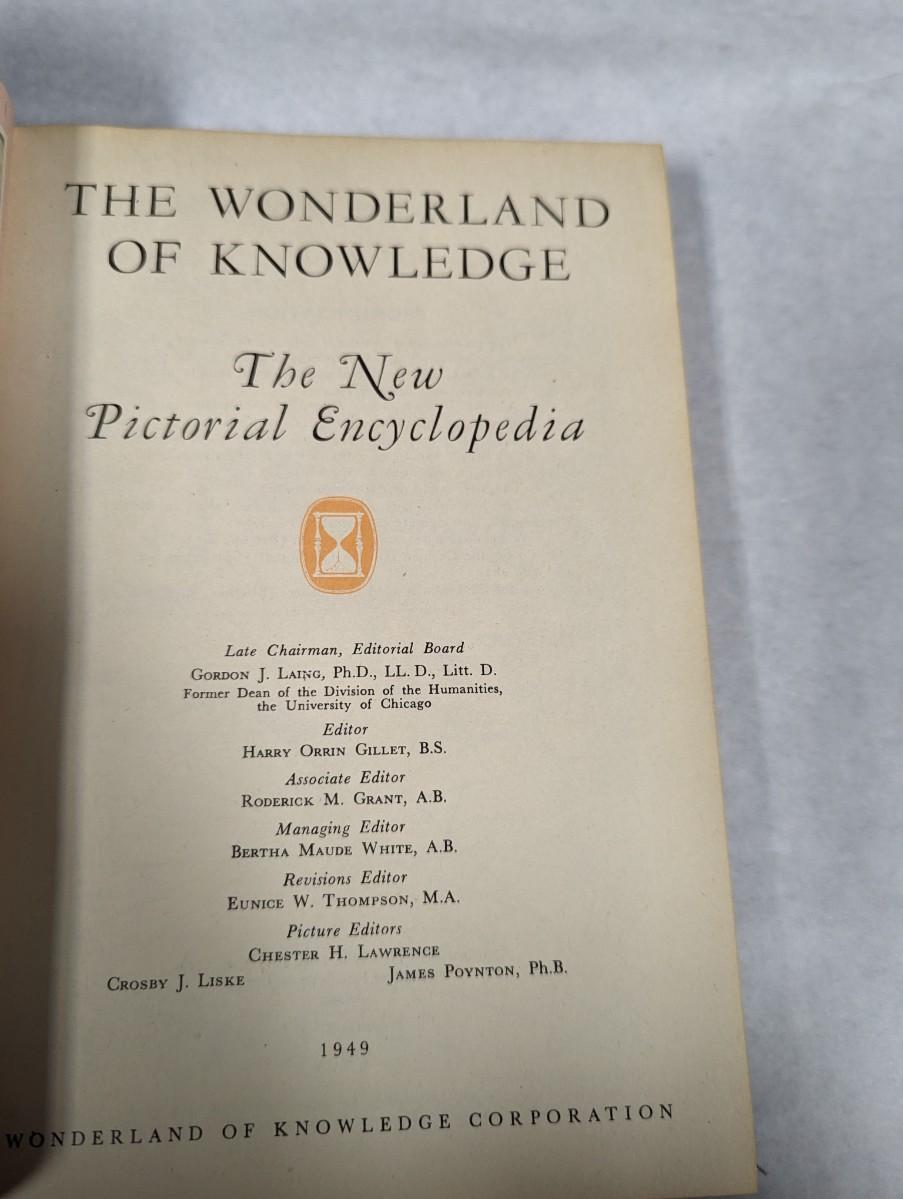 THE WONDERLAND
OF KNOWLEDGE
The New
Pictorial Encyclopedia
Late Chairman, Editorial Board
GORDON J. LAING, Ph.D., LL. D., Litt. D.
Former Dean of the Division of the Humanities,
the University of Chicago
Editor
HARRY ORRIN GILLET, B.S.
Associate Editor
RODERICK M. GRANT, A.B.
Managing Editor
BERTHA MAUDE WHITE, A.B.
Revisions Editor
EUNICE W. THOMPSON, M.A.
Picture Editors
CHESTER H. LAWRENCE
CROSBY J. LISKE JAMES POYNTON, Ph.B.
1949
WONDERLAND OF KNOWLEDGE CORPORATION